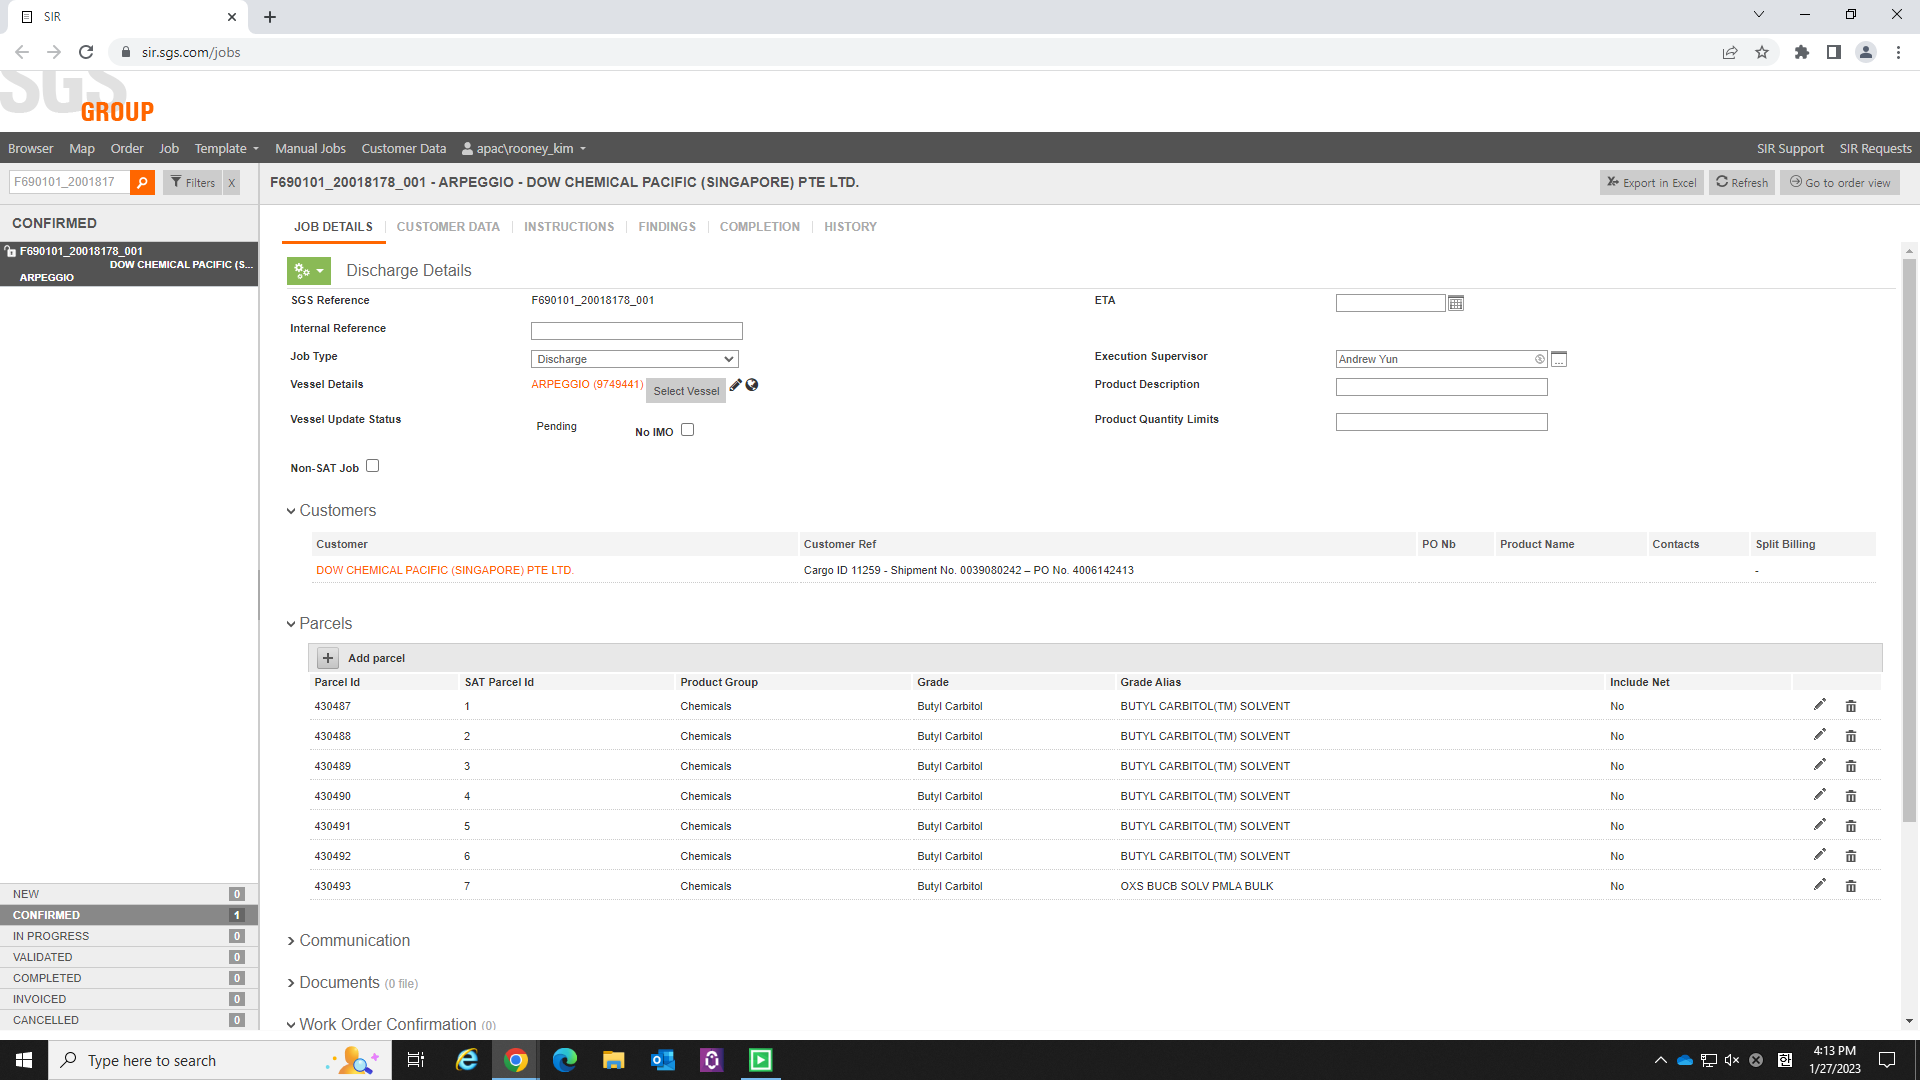 SIR
sir.sgs.com/jobs
SGS
GROUP
Browser Map Order Job Template Manual Jobs Customer Data apac\rooney_kim SIR Support SIR Requests
F690101_2001817 Filters X F690101_20018178_001 - ARPEGGIO - DOW CHEMICAL PACIFIC (SINGAPORE) PTE LTD. Export in Excel Refresh Go to order view
CONFIRMED
F690101_20018178_001
DOW CHEMICAL PACIFIC (S...
ARPEGGIO
JOB DETAILS CUSTOMER DATA INSTRUCTIONS FINDINGS COMPLETION HISTORY
Discharge Details
SGS Reference F690101_20018178_001 ETA
Internal Reference
Job Type Discharge Execution Supervisor Andrew Yun ...
Vessel Details ARPEGGIO (9749441) Select Vessel Product Description
Vessel Update Status Pending No IMO Product Quantity Limits
Non-SAT Job
Customers
Customer Customer Ref PO Nb Product Name Contacts Split Billing
DOW CHEMICAL PACIFIC (SINGAPORE) PTE LTD. Cargo ID 11259 - Shipment No. 0039080242 – PO No. 4006142413 -
Parcels
+ Add parcel
Parcel Id SAT Parcel Id Product Group Grade Grade Alias Include Net
430487 1 Chemicals Butyl Carbitol BUTYL CARBITOL(TM) SOLVENT No
430488 2 Chemicals Butyl Carbitol BUTYL CARBITOL(TM) SOLVENT No
430489 3 Chemicals Butyl Carbitol BUTYL CARBITOL(TM) SOLVENT No
430490 4 Chemicals Butyl Carbitol BUTYL CARBITOL(TM) SOLVENT No
430491 5 Chemicals Butyl Carbitol BUTYL CARBITOL(TM) SOLVENT No
430492 6 Chemicals Butyl Carbitol BUTYL CARBITOL(TM) SOLVENT No
430493 7 Chemicals Butyl Carbitol OXS BUCB SOLV PMLA BULK No
Communication
Documents (0 file)
Work Order Confirmation (0)
NEW 0
CONFIRMED 1
IN PROGRESS 0
VALIDATED 0
COMPLETED 0
INVOICED 0
CANCELLED 0
Type here to search
한
4:13 PM
1/27/2023